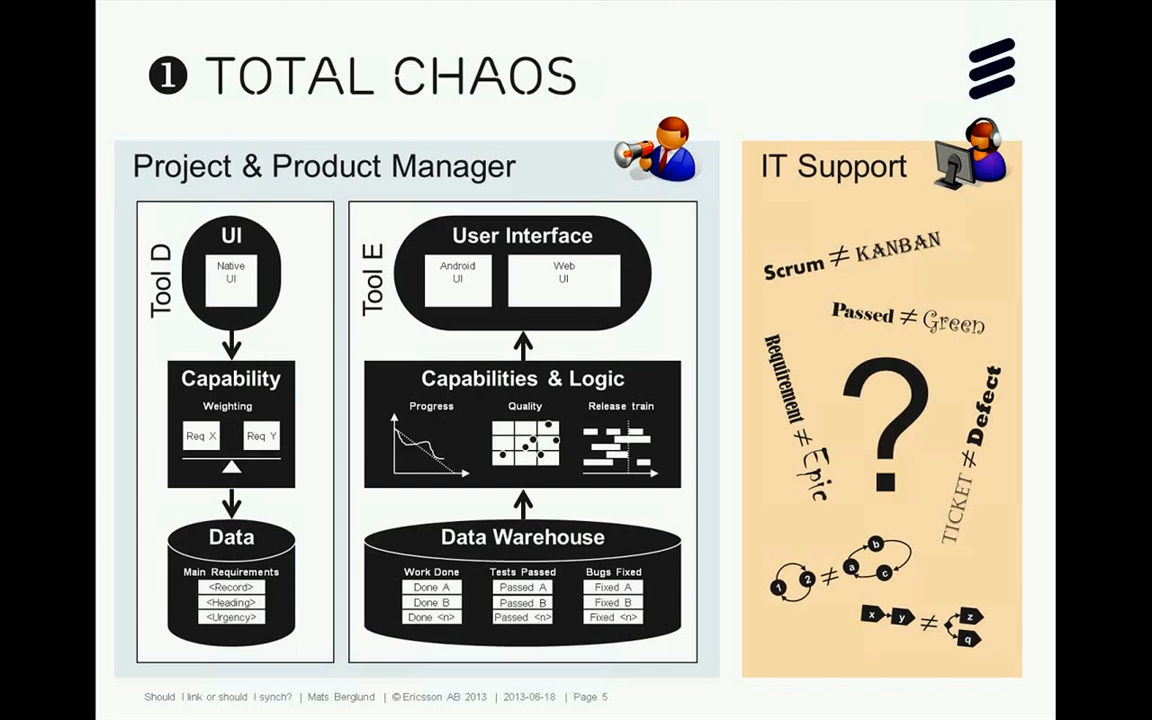 ❶ TOTAL CHAOS
Project & Product Manager
Tool D
UI
Native
UI
Capability
Weighting
Req X
Req Y
Data
Main Requirements
<Record>
<Heading>
<Urgency>
Tool E
User Interface
Android
UI
Web
UI
Capabilities & Logic
Progress
Quality
Release train
Data Warehouse
Work Done
Tests Passed
Bugs Fixed
Done A
Passed A
Fixed A
Done B
Passed B
Fixed B
Done <n>
Passed <n>
Fixed <n>
IT Support
Scrum ≠ KANBAN
Passed ≠ Green
Requirement ≠ Epic
?
TICKET ≠ Defect
1 2 ≠ a b c
x y ≠ z q
Should I link or should I synch? | Mats Berglund | © Ericsson AB 2013 | 2013-06-18 | Page 5